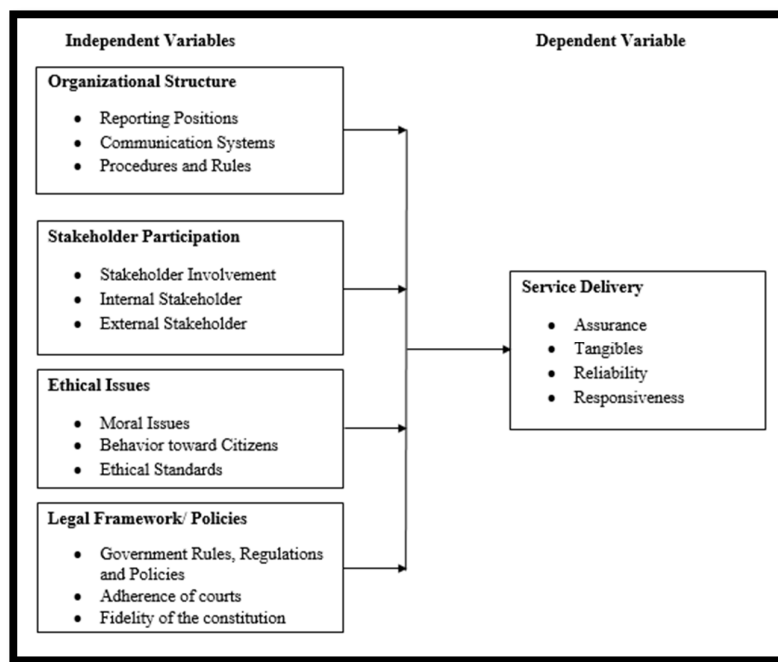 Independent Variables
Dependent Variable
Organizational Structure
• Reporting Positions
• Communication Systems
• Procedures and Rules
Stakeholder Participation
• Stakeholder Involvement
• Internal Stakeholder
• External Stakeholder
Ethical Issues
• Moral Issues
• Behavior toward Citizens
• Ethical Standards
Legal Framework/ Policies
• Government Rules, Regulations
and Policies
• Adherence of courts
• Fidelity of the constitution
Service Delivery
• Assurance
• Tangibles
• Reliability
• Responsiveness